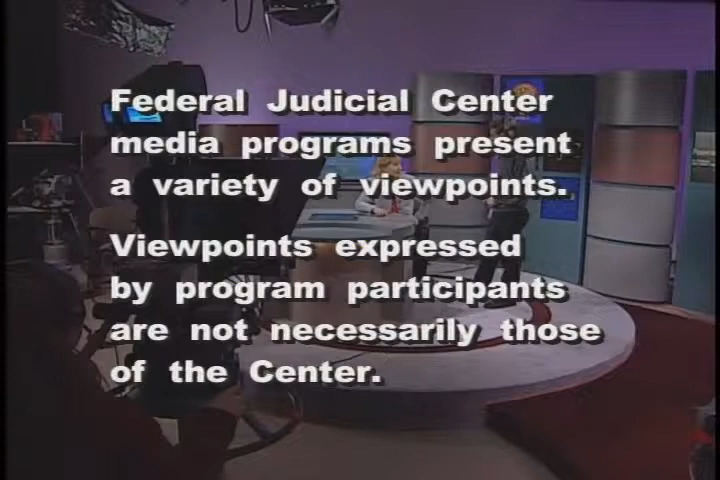 Federal Judicial Center
media programs present
a variety of viewpoints.
Viewpoints expressed
by program participants
are not necessarily those
of the Center.